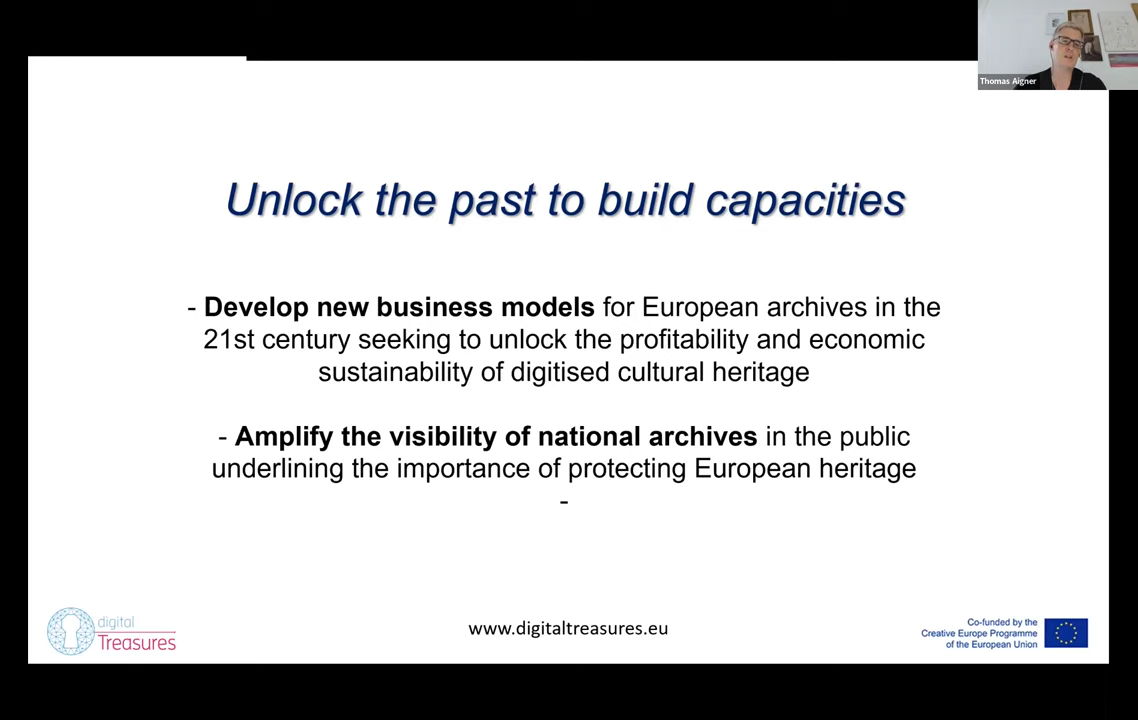 Thomas Aigner
Unlock the past to build capacities
- Develop new business models for European archives in the
21st century seeking to unlock the profitability and economic
sustainability of digitised cultural heritage
- Amplify the visibility of national archives in the public
underlining the importance of protecting European heritage
-
digital
Treasures
www.digitaltreasures.eu
Co-funded by the
Creative Europe Programme
of the European Union